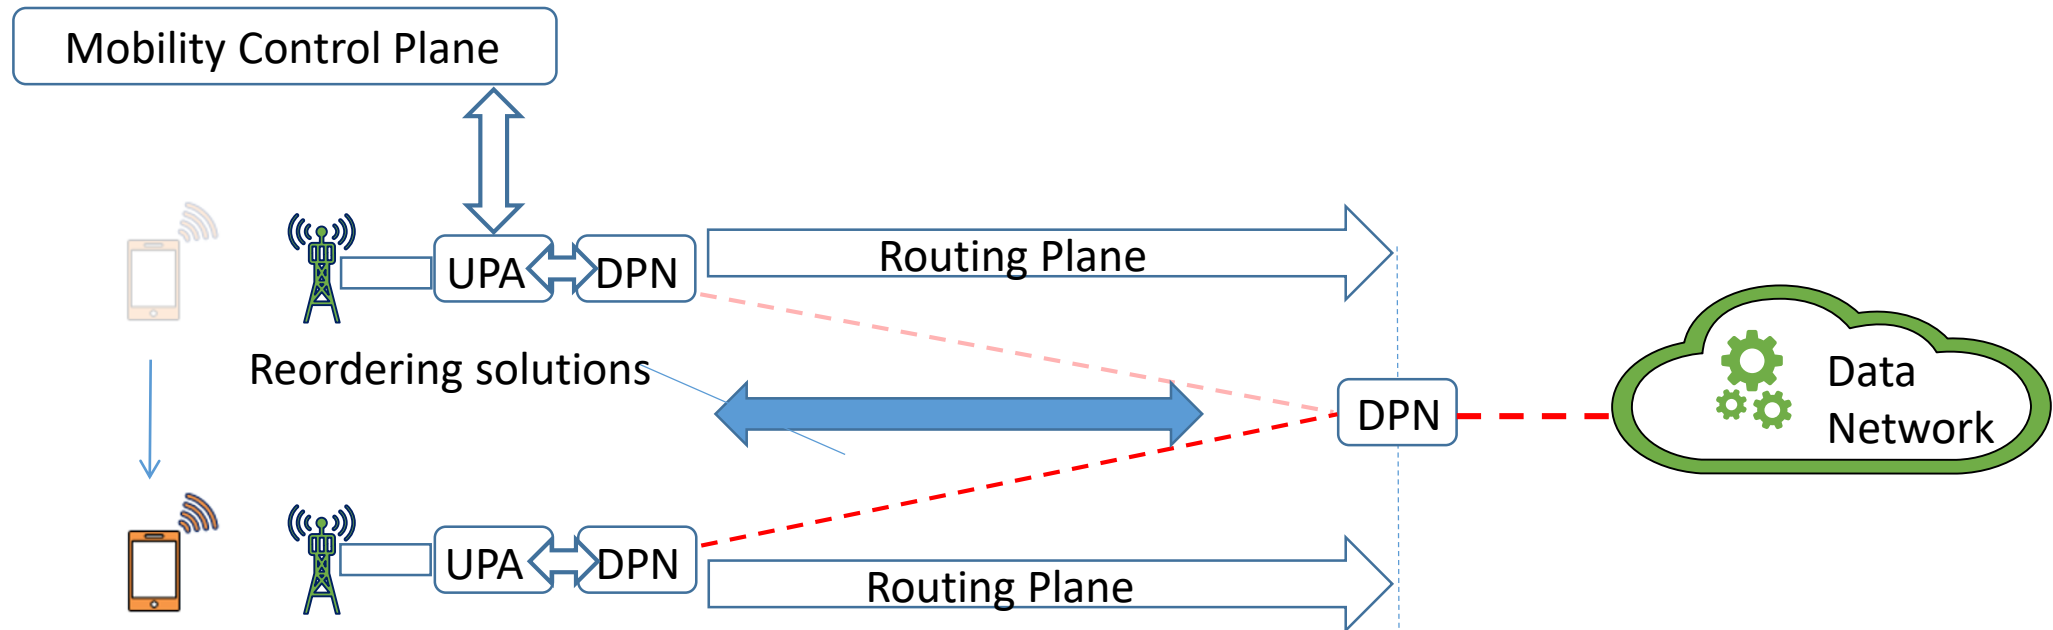 Mobility Control Plane
UPA
DPN
Routing Plane
Reordering solutions
DPN
Data
Network
UPA
DPN
Routing Plane